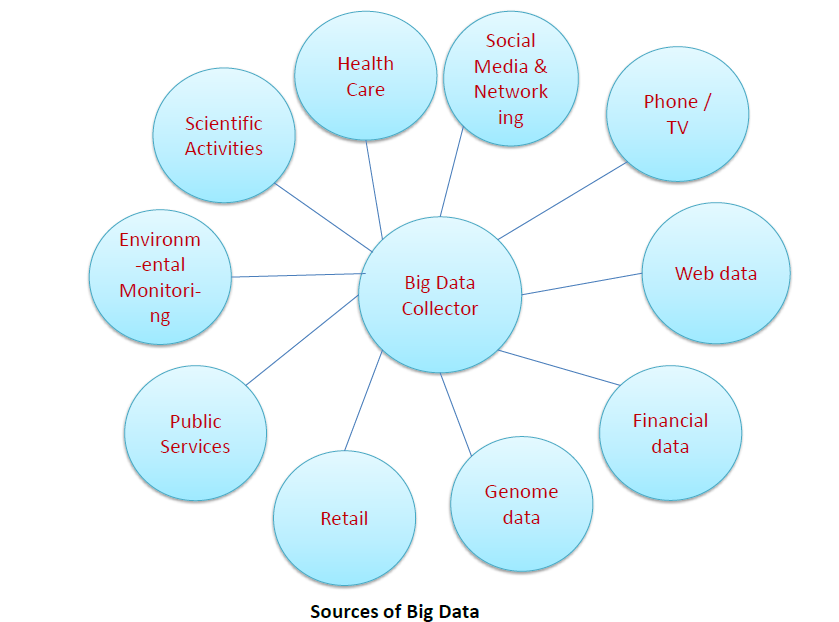 Health
Care
Social
Media &
Network
ing
Phone /
TV
Scientific
Activities
Environm
-ental
Monitori-
ng
Big Data
Collector
Web data
Public
Services
Financial
data
Retail
Genome
data
Sources of Big Data